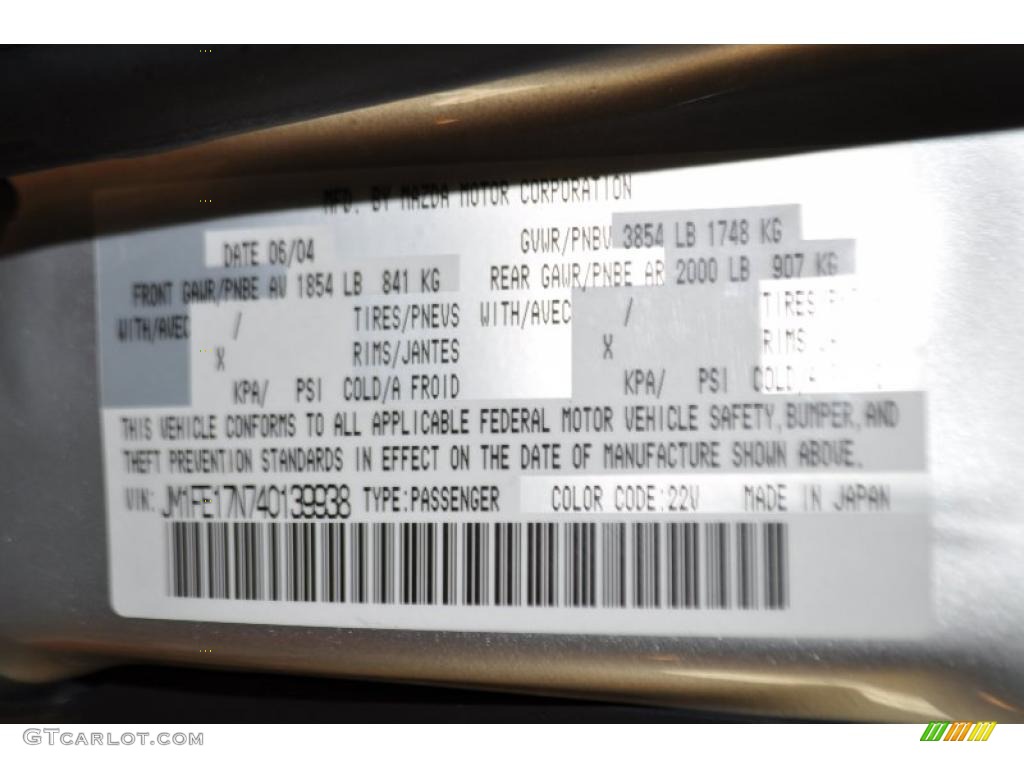 MFD. BY MAZDA MOTOR CORPORATION
DATE 06/04 GVWR/PNBV 3854 LB 1748 KG
FRONT GAWR/PNBE AV 1854 LB 841 KG REAR GAWR/PNBE AR 2000 LB 907 KG
WITH/AVEC / TIRES/PNEUS WITH/AVEC / TIRES
X RIMS/JANTES X RIMS
KPA/ PSI COLD/A FROID KPA/ PSI COLD/A
THIS VEHICLE CONFORMS TO ALL APPLICABLE FEDERAL MOTOR VEHICLE SAFETY, BUMPER, AND
THEFT PREVENTION STANDARDS IN EFFECT ON THE DATE OF MANUFACTURE SHOWN ABOVE.
VIN: JM1FE17N740139938 TYPE:PASSENGER COLOR CODE:22V MADE IN JAPAN
GTCARLOT.COM